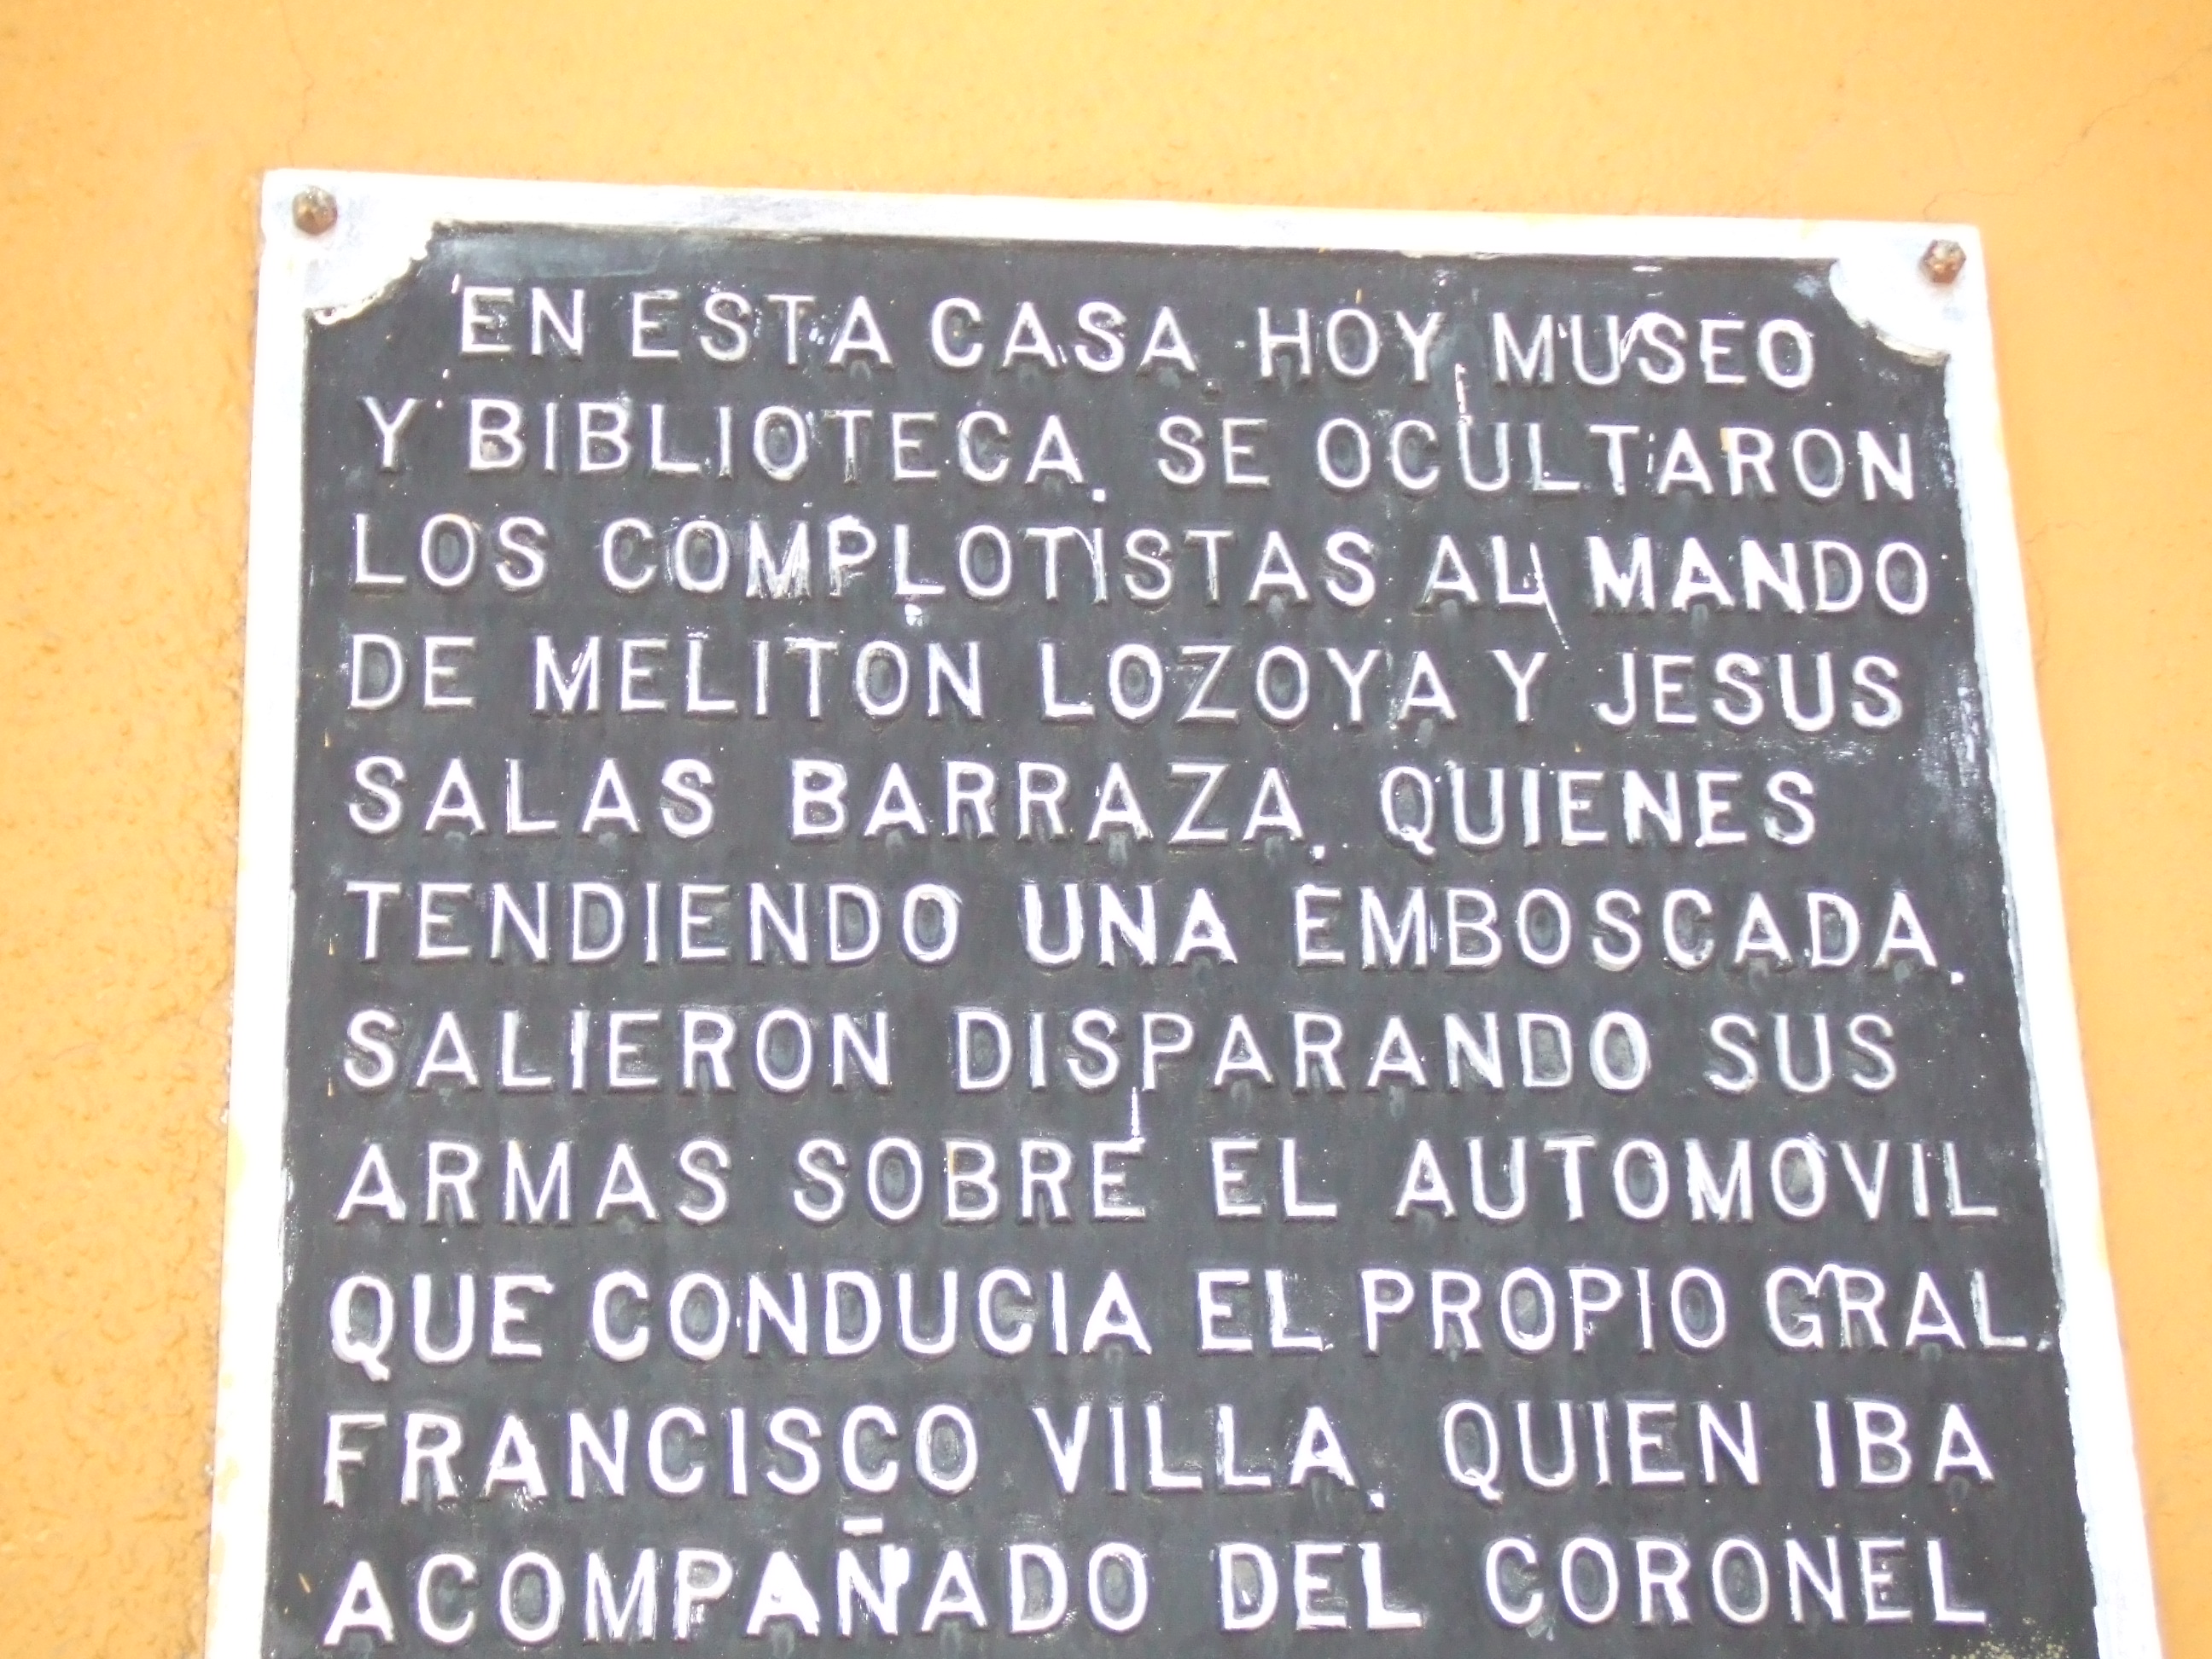 EN ESTA CASA, HOY MUSEO
Y BIBLIOTECA, SE OCULTARON
LOS COMPLOTISTAS AL MANDO
DE MELITON LOZOYA Y JESUS
SALAS BARRAZA, QUIENES
TENDIENDO UNA EMBOSCADA,
SALIERON DISPARANDO SUS
ARMAS SOBRE EL AUTOMOVIL
QUE CONDUCIA EL PROPIO GRAL.
FRANCISCO VILLA, QUIEN IBA
ACOMPAÑADO DEL CORONEL